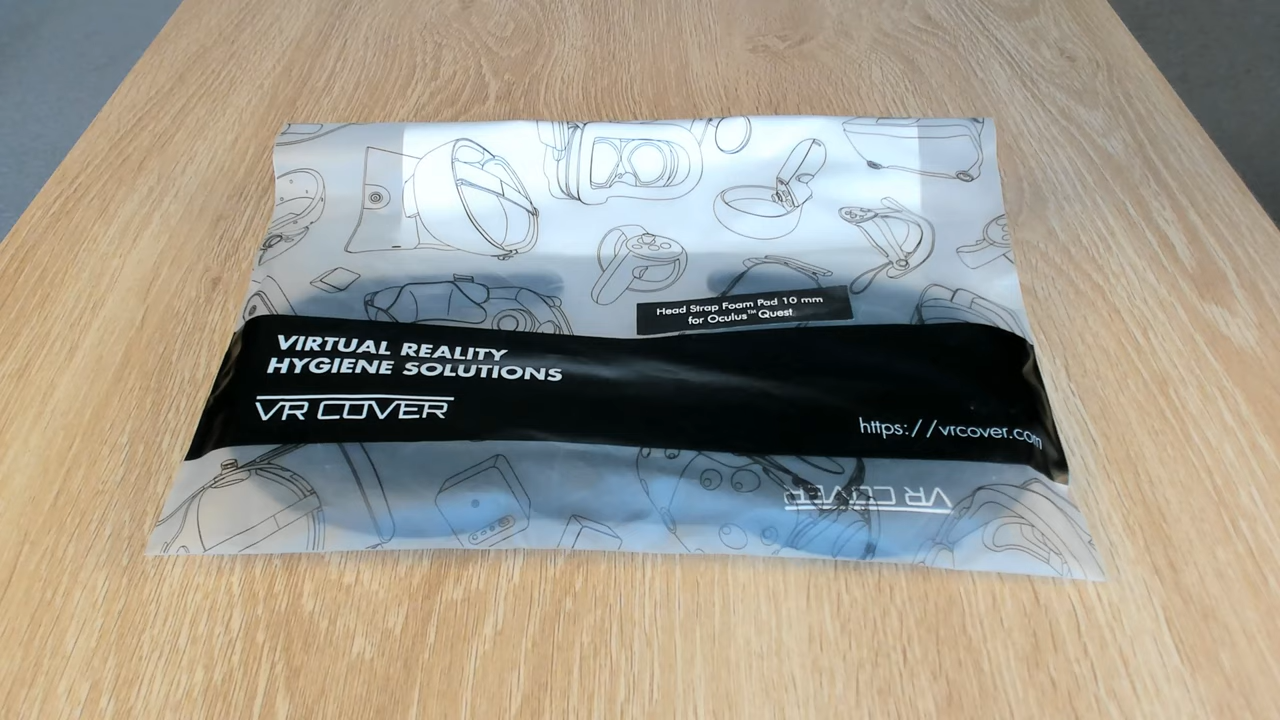 Head Strap Foam Pad 10 mm
for Oculus™ Quest
VIRTUAL REALITY
HYGIENE SOLUTIONS
VR COVER
https://vrcover.com
VR COVER